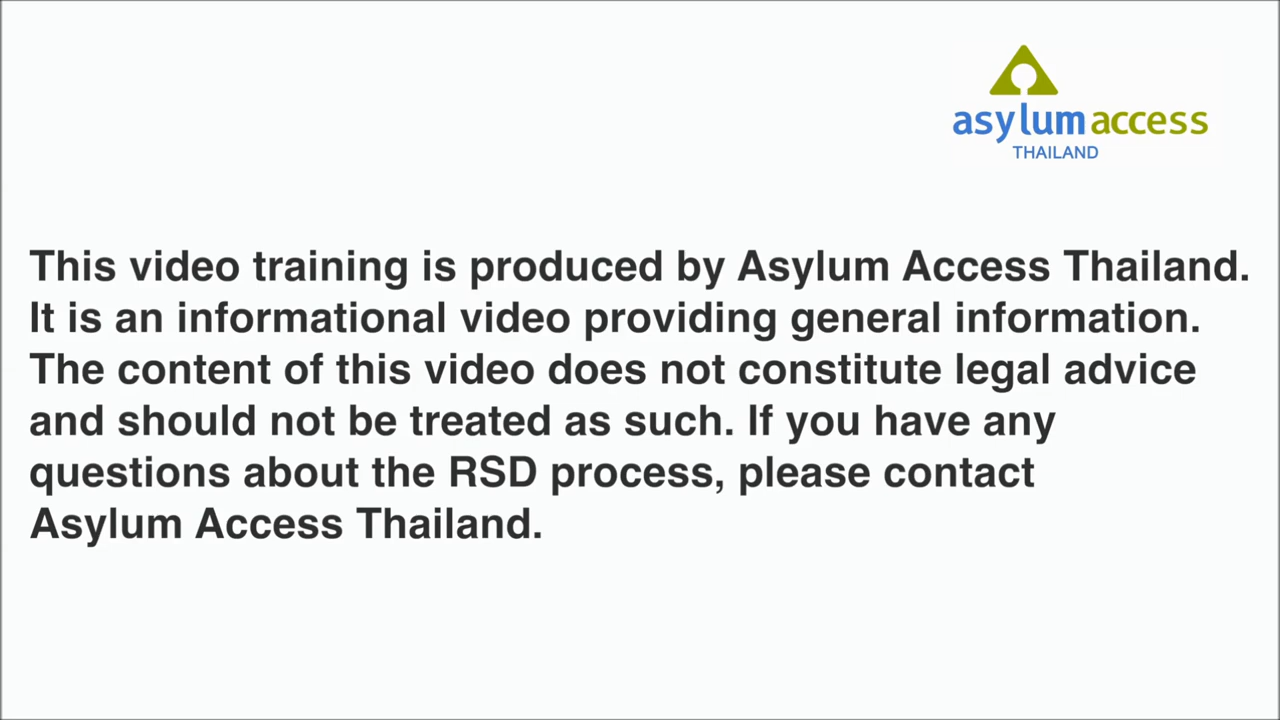 asylum access
THAILAND
This video training is produced by Asylum Access Thailand.
It is an informational video providing general information.
The content of this video does not constitute legal advice
and should not be treated as such. If you have any
questions about the RSD process, please contact
Asylum Access Thailand.